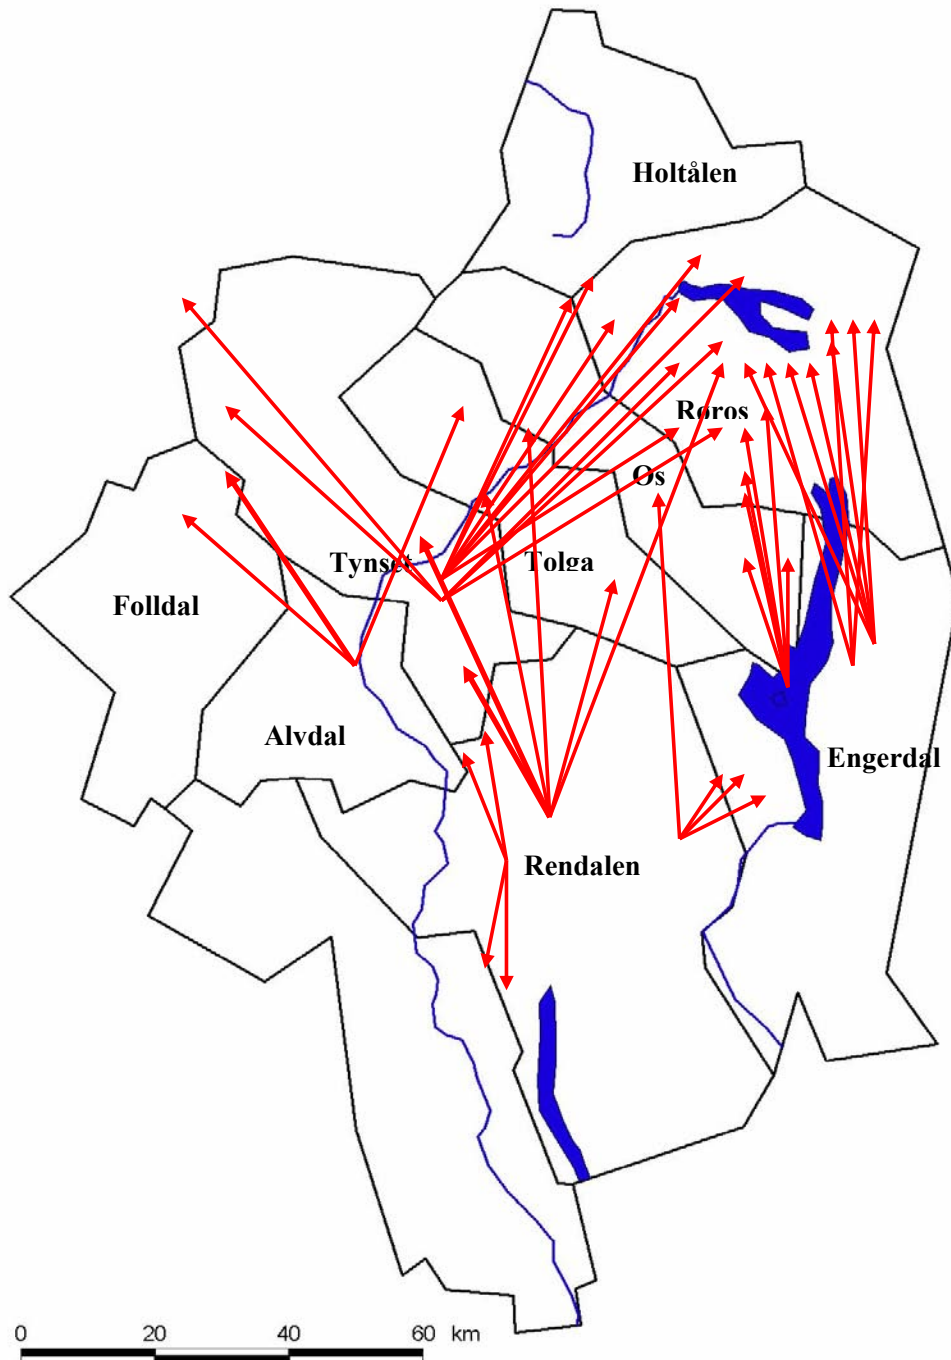 Holtålen
Røros
Os
Tynset
Tolga
Folldal
Alvdal
Engerdal
Rendalen
0 20 40 60 km